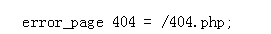 error_page 404 = /404.php;